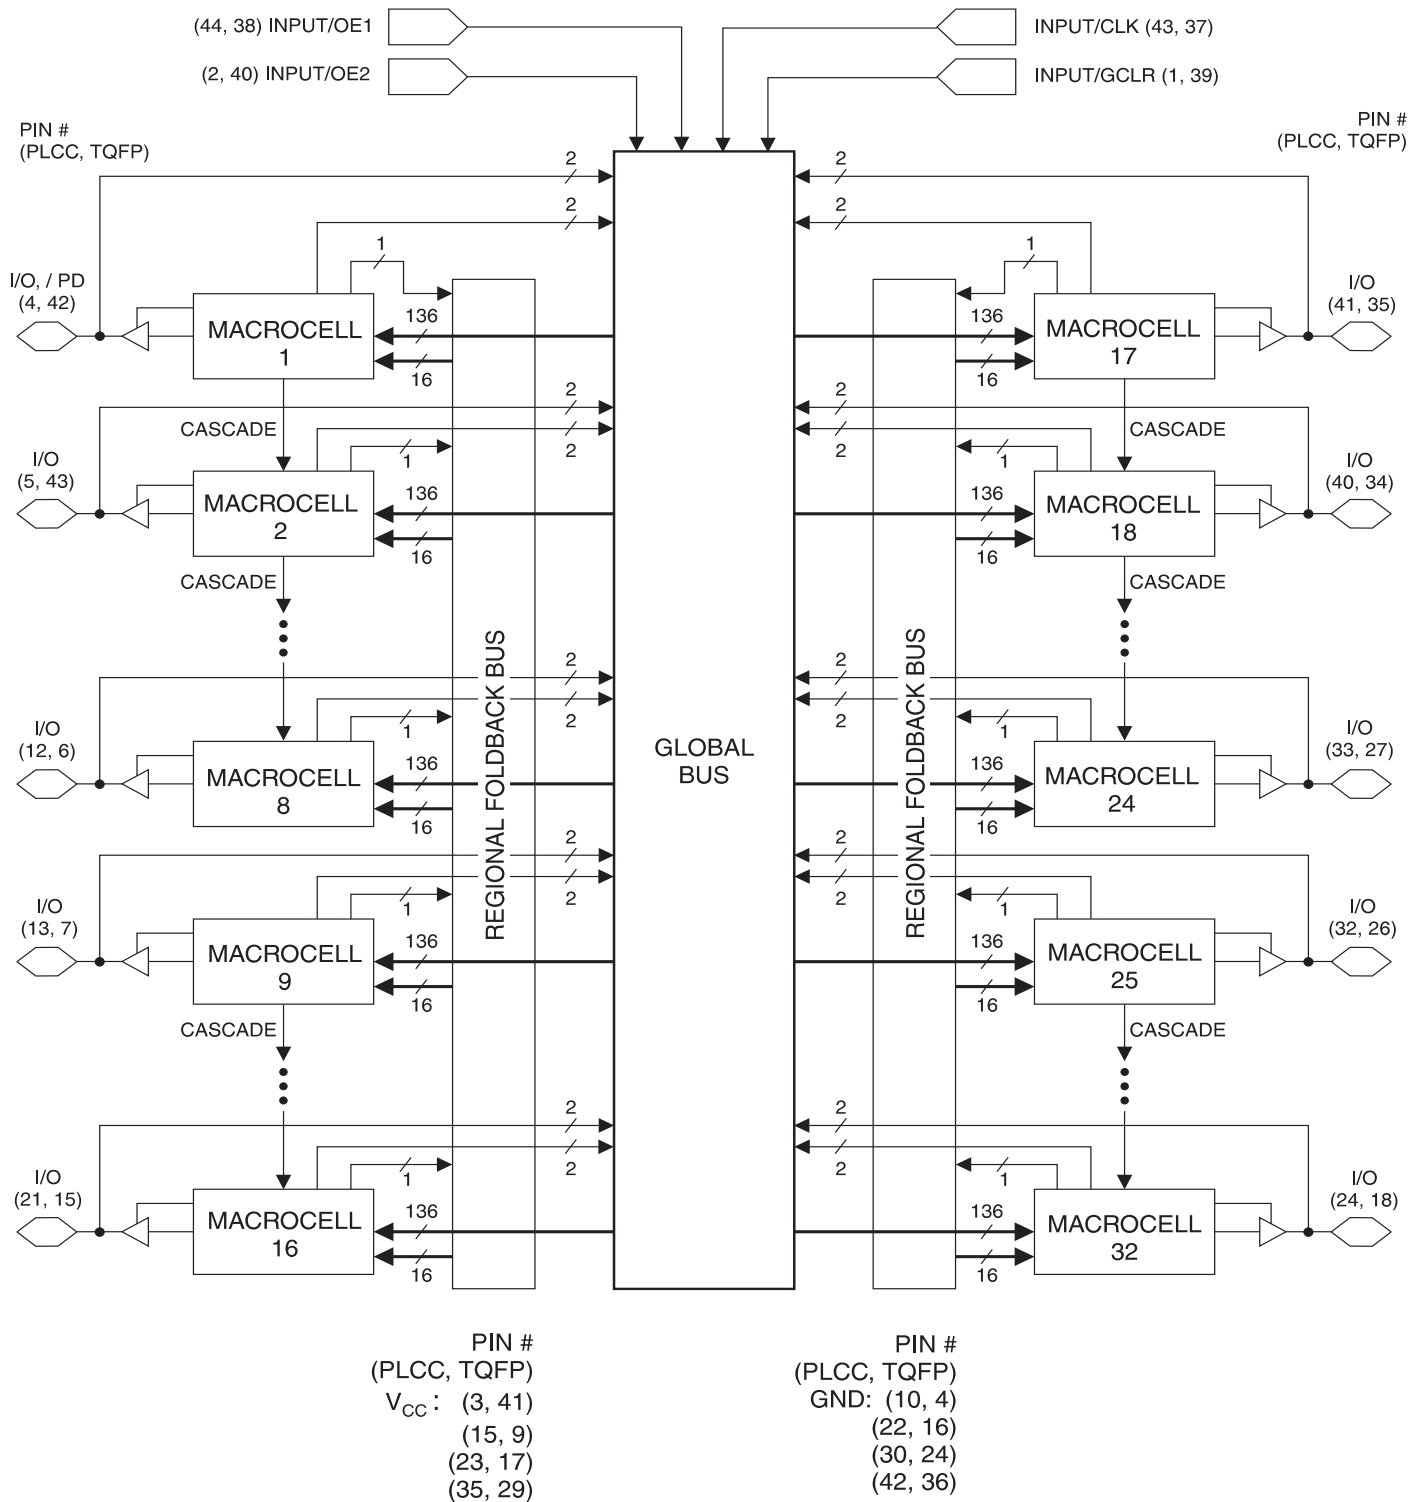 (44, 38) INPUT/OE1
INPUT/CLK (43, 37)
(2, 40) INPUT/OE2
INPUT/GCLR (1, 39)
PIN #
(PLCC, TQFP)
PIN #
(PLCC, TQFP)
2
2
2
2
1
1
I/O, / PD
(4, 42)
MACROCELL
1
136
16
136
16
MACROCELL
17
I/O
(41, 35)
CASCADE
2
2
CASCADE
1
2
2
1
I/O
(5, 43)
MACROCELL
2
136
16
136
16
MACROCELL
18
I/O
(40, 34)
CASCADE
CASCADE
REGIONAL FOLDBACK BUS
GLOBAL
BUS
REGIONAL FOLDBACK BUS
2
2
1
2
2
1
I/O
(12, 6)
MACROCELL
8
136
16
136
16
MACROCELL
24
I/O
(33, 27)
2
2
1
2
2
1
I/O
(13, 7)
MACROCELL
9
136
16
136
16
MACROCELL
25
I/O
(32, 26)
CASCADE
CASCADE
2
2
1
2
2
1
I/O
(21, 15)
MACROCELL
16
136
16
136
16
MACROCELL
32
I/O
(24, 18)
PIN #
(PLCC, TQFP)
VCC : (3, 41)
(15, 9)
(23, 17)
(35, 29)
PIN #
(PLCC, TQFP)
GND: (10, 4)
(22, 16)
(30, 24)
(42, 36)